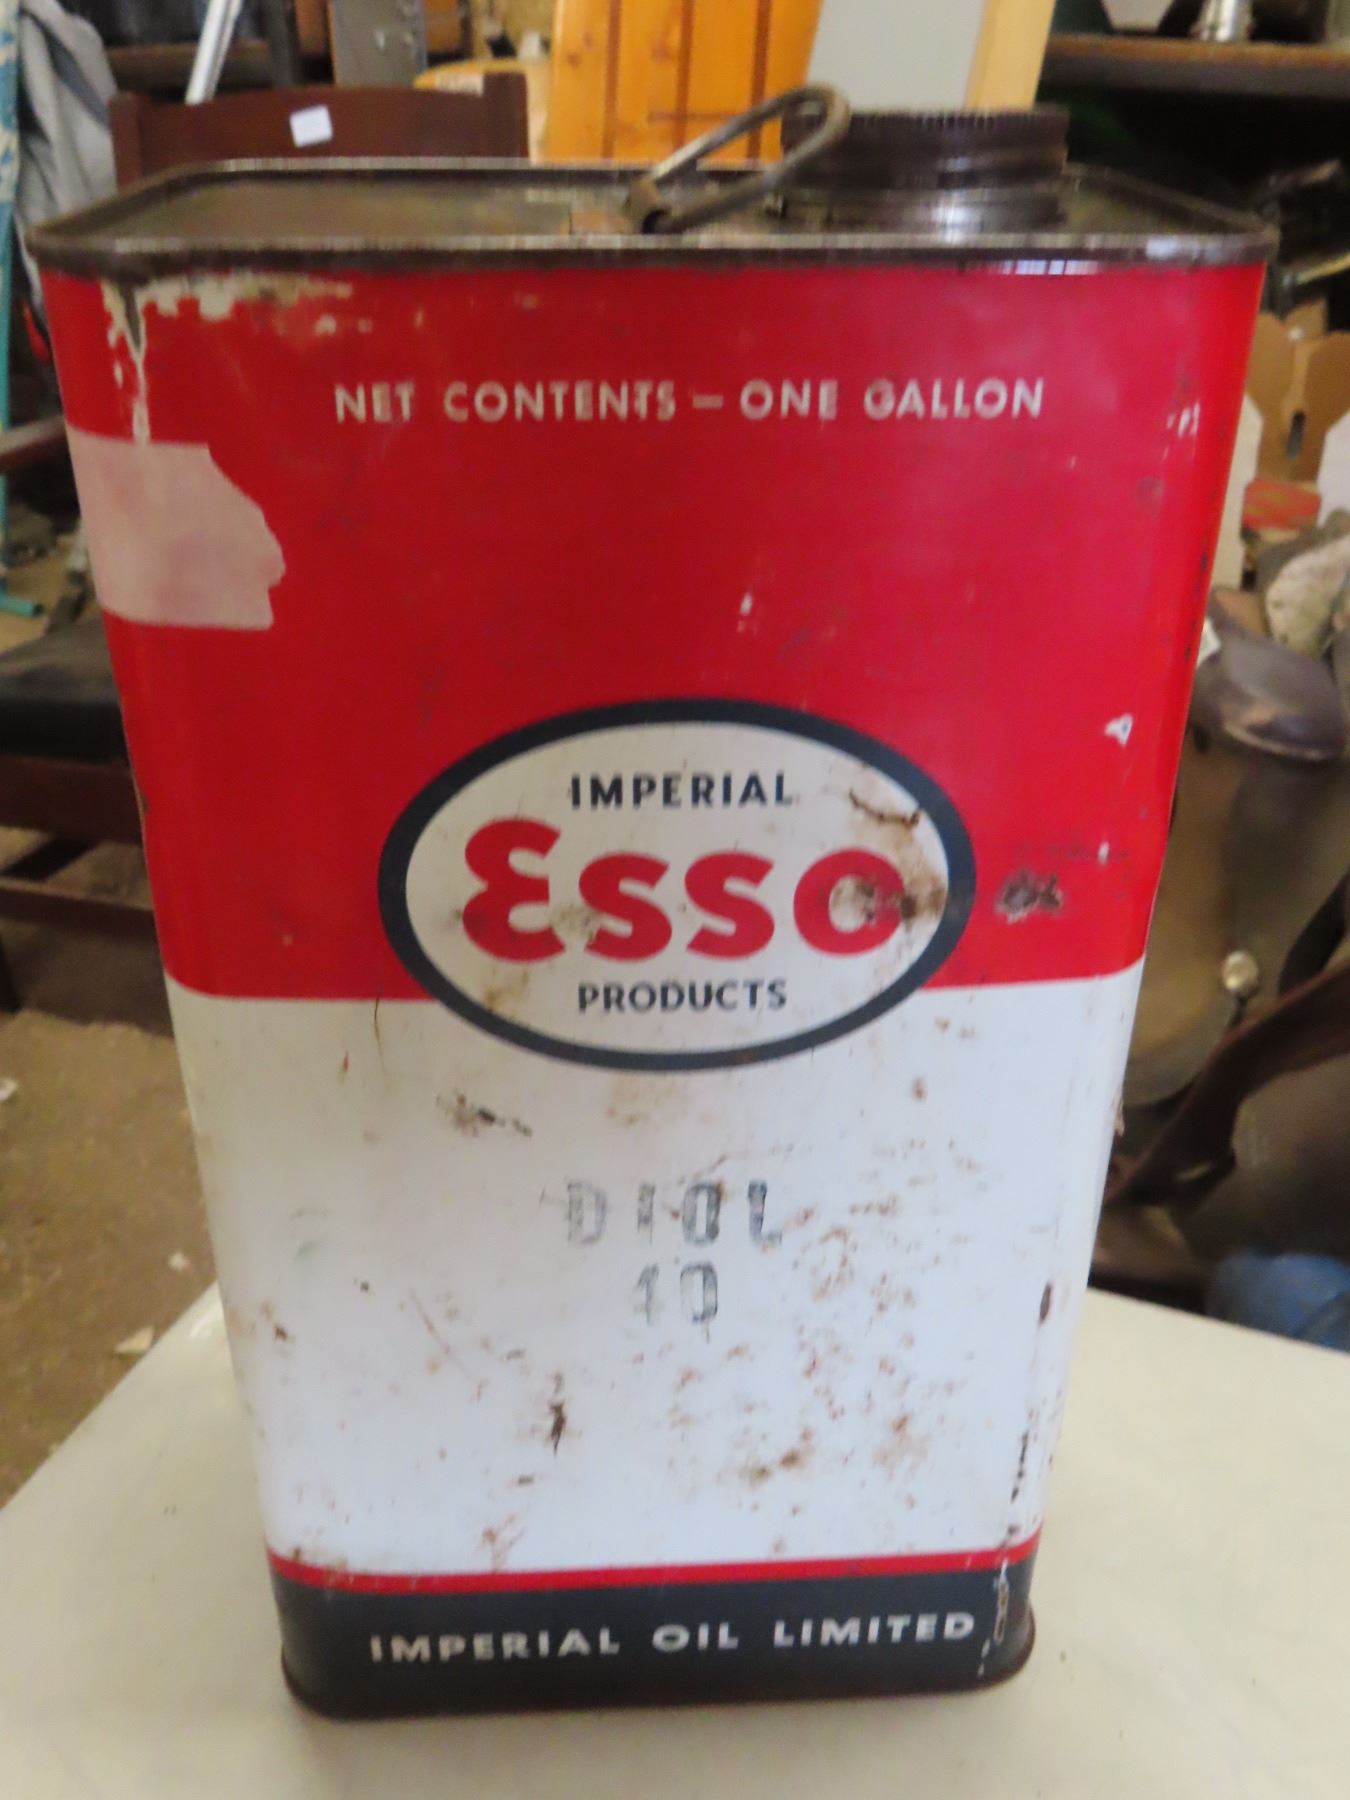 NET CONTENTS — ONE GALLON
IMPERIAL
Esso
PRODUCTS
DIOL
40
IMPERIAL OIL LIMITED